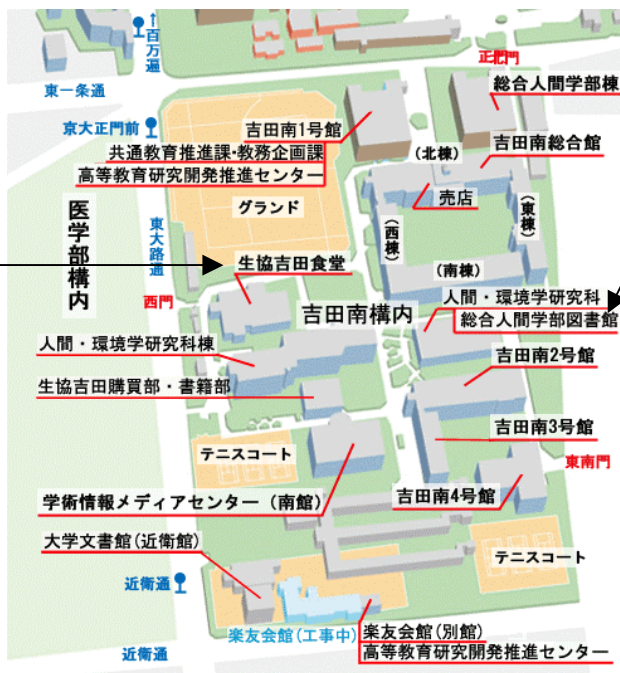 ↑百万遍
東一条通
正北門
総合人間学部棟
京大正門前
吉田南1号館
共通教育推進課・教務企画課
高等教育研究開発推進センター
(北棟)
吉田南総合館
グランド
売店
医学部構内
東大路通
(西棟)
(東棟)
生協吉田食堂
(南棟)
西門
吉田南構内
人間・環境学研究科
総合人間学部図書館
人間・環境学研究科棟
吉田南2号館
生協吉田購買部・書籍部
吉田南3号館
テニスコート
東南門
学術情報メディアセンター (南館)
吉田南4号館
大学文書館(近衛館)
テニスコート
近衛通
楽友会館(工事中)
楽友会館(別館)
高等教育研究開発推進センター
近衛通